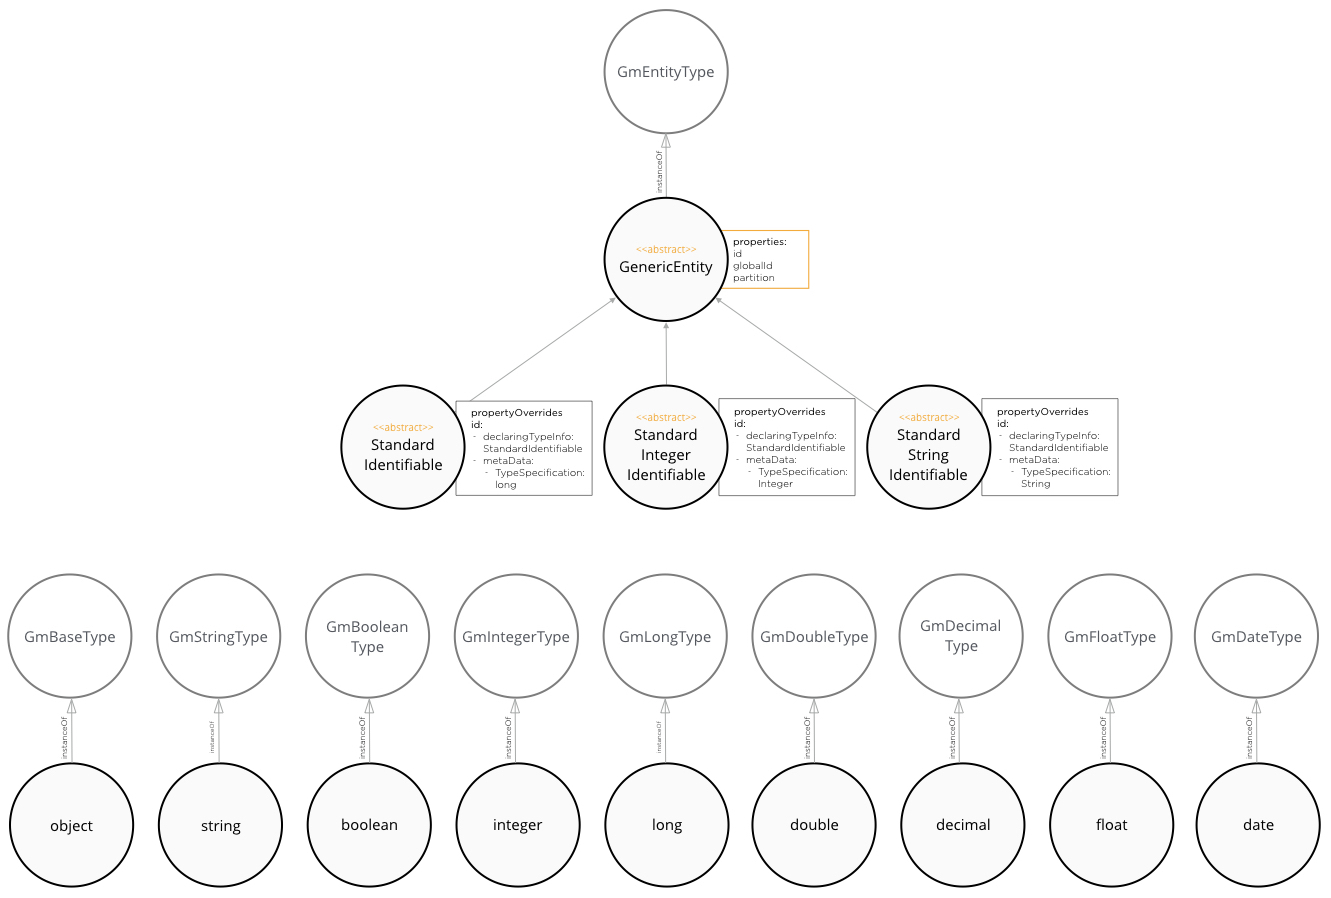 GmEntityType
instanceOf
<<abstract>>
GenericEntity
properties:
id
globalId
partition
<<abstract>>
Standard
Identifiable
propertyOverrides
id:
- declaringTypeInfo:
StandardIdentifiable
- metaData:
- TypeSpecification:
long
<<abstract>>
Standard
Integer
Identifiable
propertyOverrides
id:
- declaringTypeInfo:
StandardIdentifiable
- metaData:
- TypeSpecification:
Integer
<<abstract>>
Standard
String
Identifiable
propertyOverrides
id:
- declaringTypeInfo:
StandardIdentifiable
- metaData:
- TypeSpecification:
String
GmBaseType
GmStringType
GmBoolean
Type
GmIntegerType
GmLongType
GmDoubleType
GmDecimal
Type
GmFloatType
GmDateType
instanceOf
instanceOf
instanceOf
instanceOf
instanceOf
instanceOf
instanceOf
instanceOf
instanceOf
object
string
boolean
integer
long
double
decimal
float
date